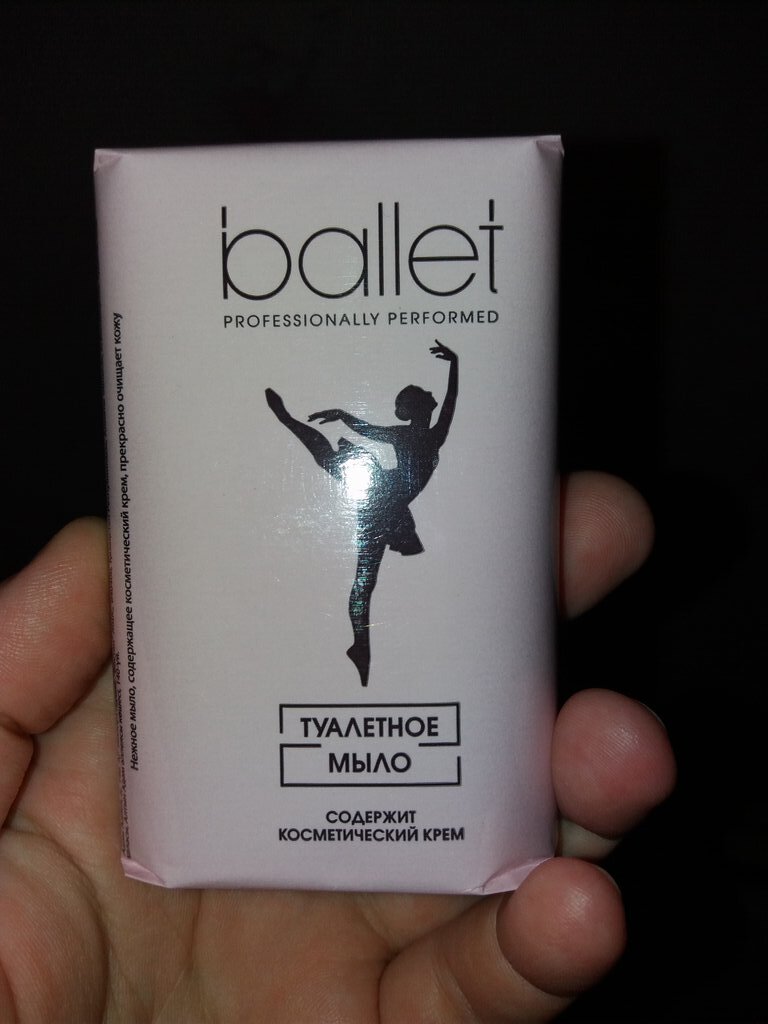 ballet
PROFESSIONALLY PERFORMED
ТУАЛЕТНОЕ
МЫЛО
СОДЕРЖИТ
КОСМЕТИЧЕСКИЙ КРЕМ
Нежное мыло, содержащее косметический крем, прекрасно очищает кожу